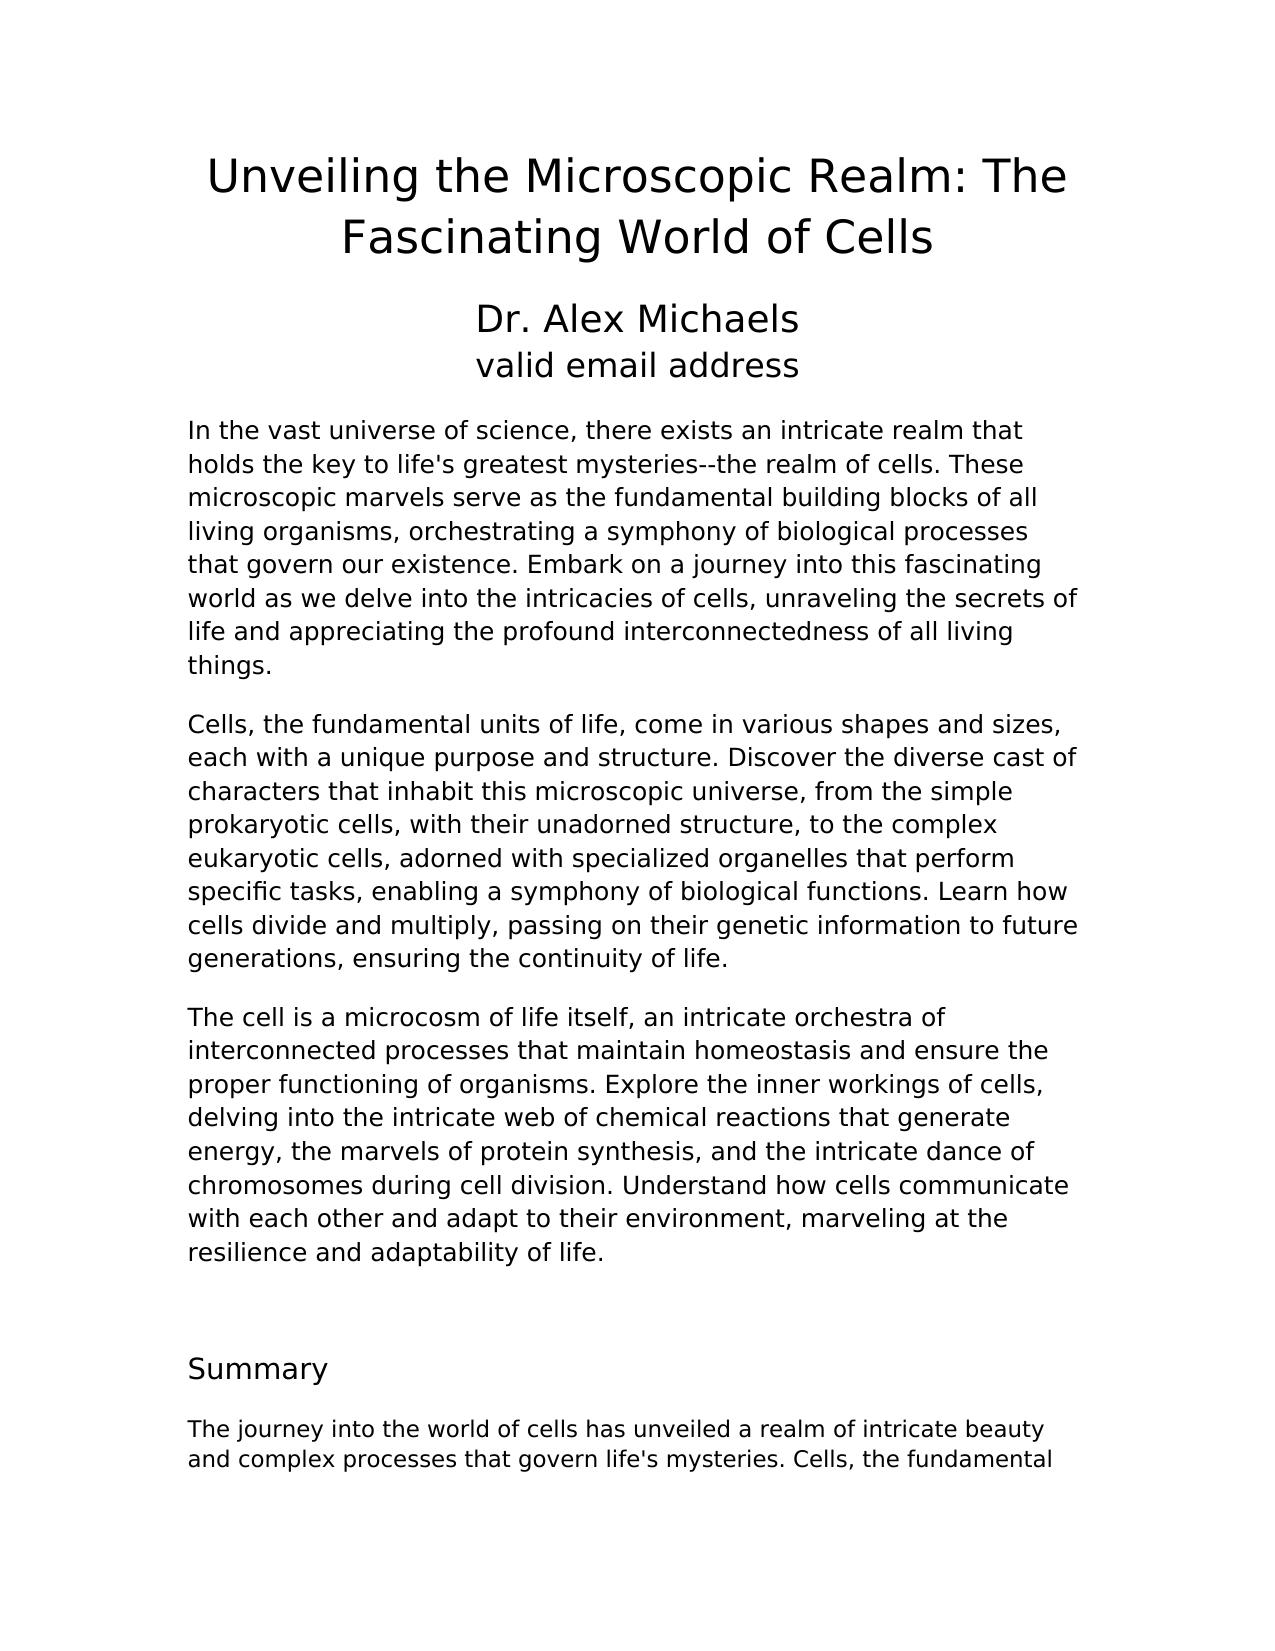 Unveiling the Microscopic Realm: The
Fascinating World of Cells
Dr. Alex Michaels
valid email address
In the vast universe of science, there exists an intricate realm that
holds the key to life's greatest mysteries--the realm of cells. These
microscopic marvels serve as the fundamental building blocks of all
living organisms, orchestrating a symphony of biological processes
that govern our existence. Embark on a journey into this fascinating
world as we delve into the intricacies of cells, unraveling the secrets of
life and appreciating the profound interconnectedness of all living
things.
Cells, the fundamental units of life, come in various shapes and sizes,
each with a unique purpose and structure. Discover the diverse cast of
characters that inhabit this microscopic universe, from the simple
prokaryotic cells, with their unadorned structure, to the complex
eukaryotic cells, adorned with specialized organelles that perform
specific tasks, enabling a symphony of biological functions. Learn how
cells divide and multiply, passing on their genetic information to future
generations, ensuring the continuity of life.
The cell is a microcosm of life itself, an intricate orchestra of
interconnected processes that maintain homeostasis and ensure the
proper functioning of organisms. Explore the inner workings of cells,
delving into the intricate web of chemical reactions that generate
energy, the marvels of protein synthesis, and the intricate dance of
chromosomes during cell division. Understand how cells communicate
with each other and adapt to their environment, marveling at the
resilience and adaptability of life.
Summary
The journey into the world of cells has unveiled a realm of intricate beauty
and complex processes that govern life's mysteries. Cells, the fundamental